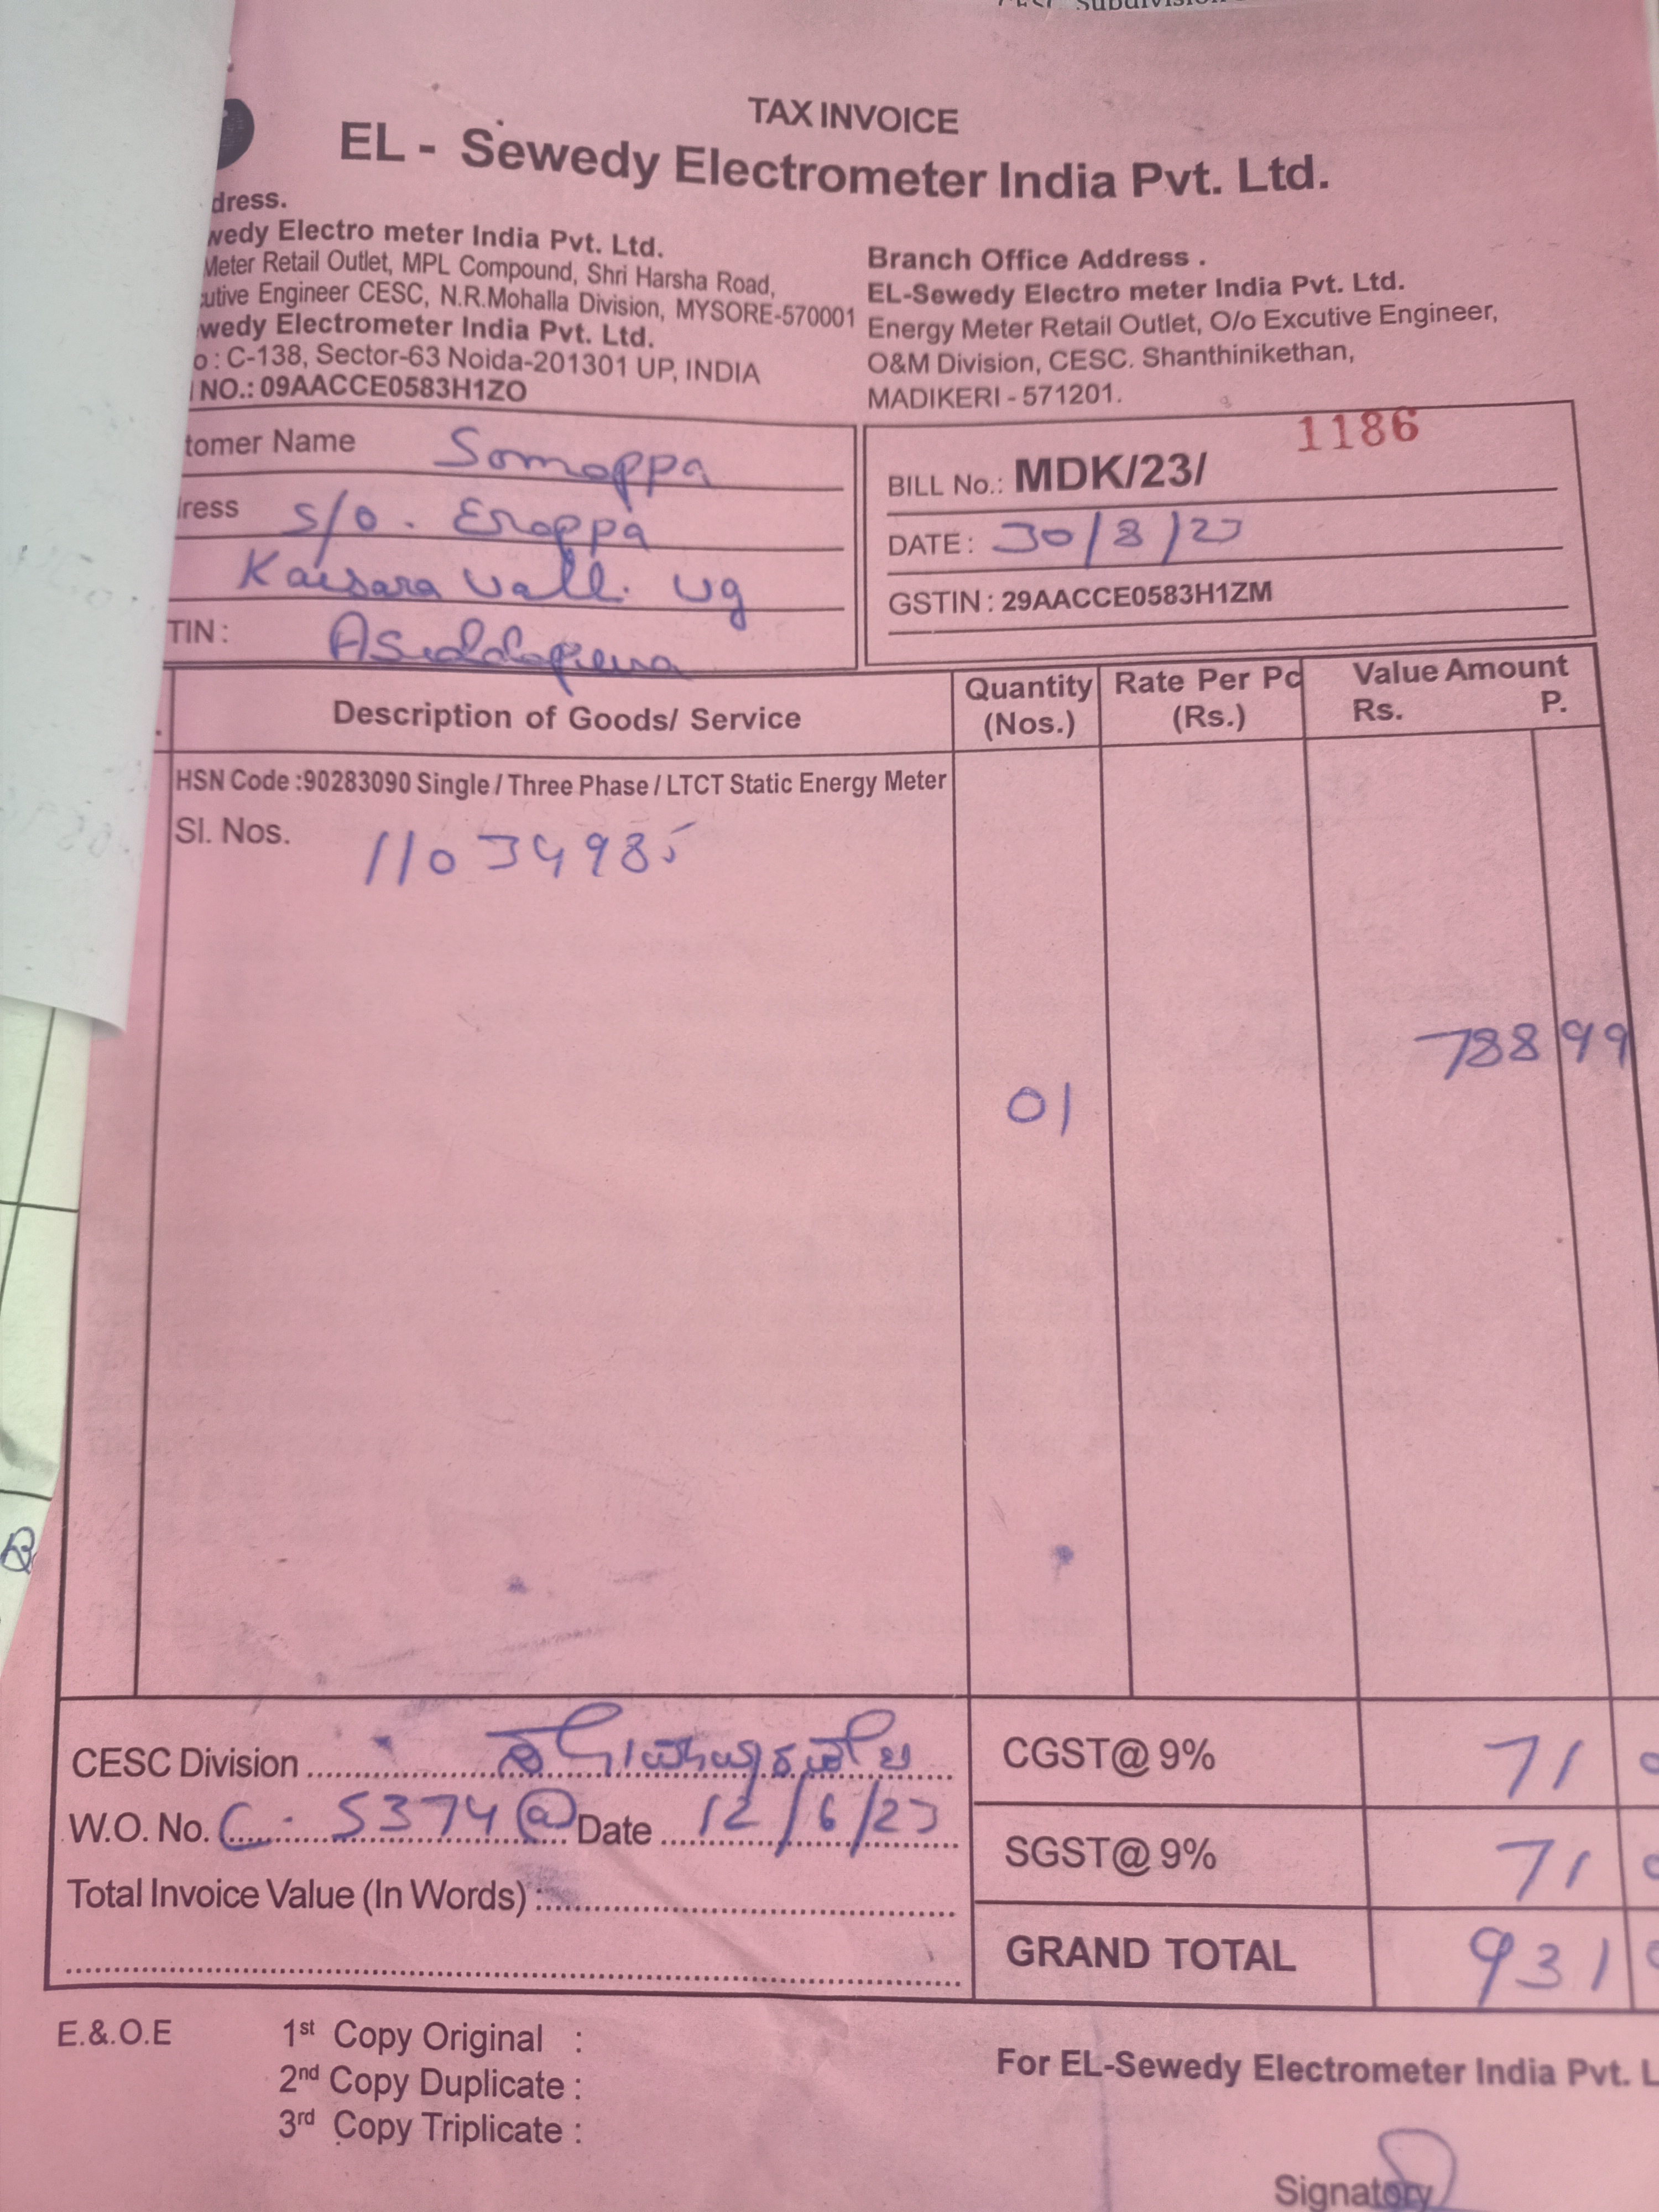 TAX INVOICE
EL - Sewedy Electrometer India Pvt. Ltd.
dress.
wedy Electro meter India Pvt. Ltd.
Meter Retail Outlet, MPL Compound, Shri Harsha Road,
utive Engineer CESC, N.R.Mohalla Division, MYSORE-570001
wedy Electrometer India Pvt. Ltd.
o : C-138, Sector-63 Noida-201301 UP, INDIA
NO.: 09AACCE0583H1ZO
Branch Office Address .
EL-Sewedy Electro meter India Pvt. Ltd.
Energy Meter Retail Outlet, O/o Excutive Engineer,
O&M Division, CESC. Shanthinikethan,
MADIKERI - 571201.
tomer Name Somappa
ress s/o. Erappa
Vall. vg
TIN :
1186
BILL No.: MDK/23/
DATE : 30/8/23
GSTIN : 29AACCE0583H1ZM
Description of Goods/ Service
Quantity (Nos.)
Rate Per Pc (Rs.)
Value Amount
Rs. P.
HSN Code :90283090 Single / Three Phase / LTCT Static Energy Meter
Sl. Nos. 11034985
01
788 99
CESC Division
W.O. No. C. 5374@ Date 12/6/23
Total Invoice Value (In Words) :
CGST@ 9% 71
SGST@ 9% 71
GRAND TOTAL 931
E.&.O.E
1st Copy Original :
2nd Copy Duplicate :
3rd Copy Triplicate :
For EL-Sewedy Electrometer India Pvt. L
Signatory